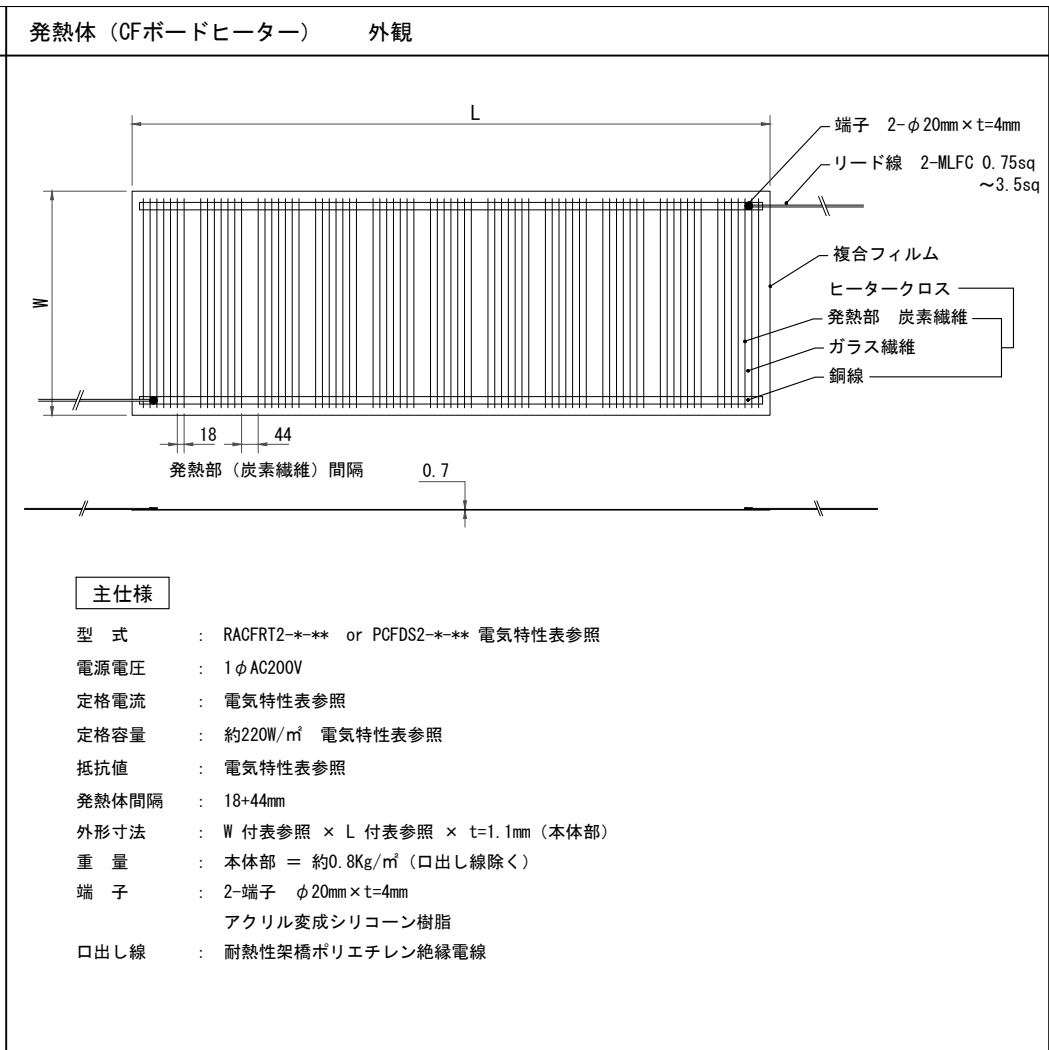 発熱体（CFボードヒーター）　　外観
L
端子　2-φ20mm×t=4mm
リード線　2-MLFC 0.75sq
～3.5sq
W
複合フィルム
ヒータークロス
発熱部　炭素繊維
ガラス繊維
銅線
18
44
発熱部（炭素繊維）間隔
0.7
主仕様
型　式　：　RACFRT2-*-**　or PCFDS2-*-** 電気特性表参照
電源電圧　：　1φAC200V
定格電流　：　電気特性表参照
定格容量　：　約220W/㎡　電気特性表参照
抵抗値　：　電気特性表参照
発熱体間隔　：　18+44mm
外形寸法　：　W 付表参照 × L 付表参照 × t=1.1mm（本体部）
重　量　：　本体部 ＝ 約0.8Kg/㎡（口出し線除く）
端　子　：　2-端子　φ20mm×t=4mm
アクリル変成シリコーン樹脂
口出し線　：　耐熱性架橋ポリエチレン絶縁電線